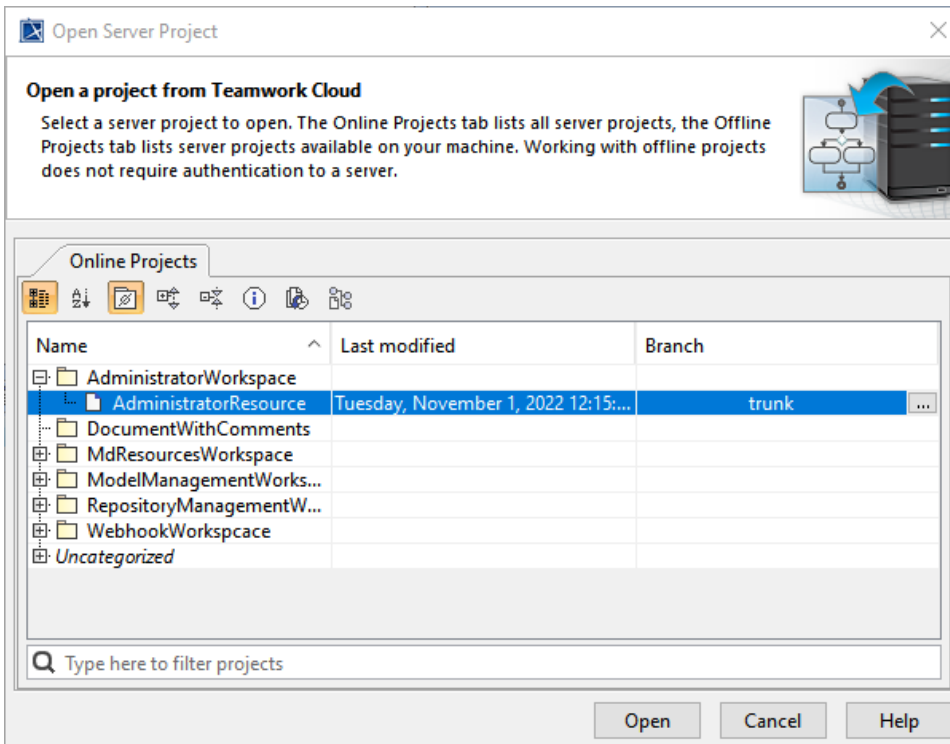 Open Server Project
Open a project from Teamwork Cloud
Select a server project to open. The Online Projects tab lists all server projects, the Offline
Projects tab lists server projects available on your machine. Working with offline projects
does not require authentication to a server.
Online Projects
Name Last modified Branch
AdministratorWorkspace
AdministratorResource Tuesday, November 1, 2022 12:15:... trunk ...
DocumentWithComments
MdResourcesWorkspace
ModelManagementWorks...
RepositoryManagementW...
WebhookWorkspcace
Uncategorized
Type here to filter projects
Open Cancel Help